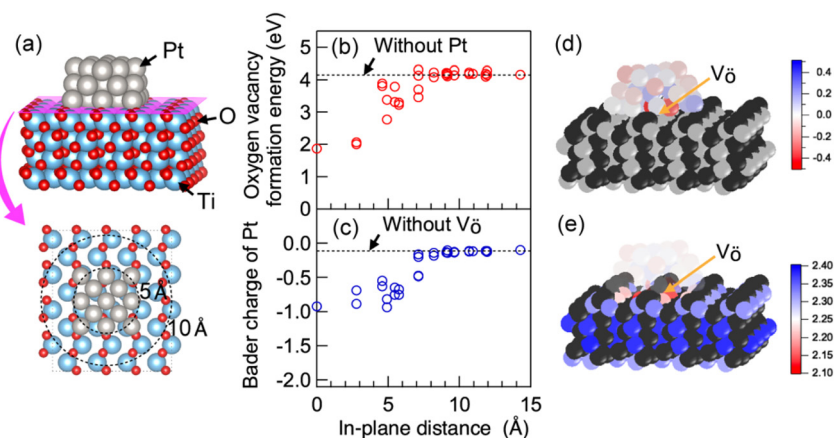 (a)
Pt
O
Ti
5Å
10Å
Oxygen vacancy
formation energy (eV)
(b)
Without Pt
5
4
3
2
1
0
Bader charge of Pt
(c)
Without Vö
0.0
-0.5
-1.0
-1.5
-2.0
0
5
10
15
In-plane distance (Å)
(d)
Vö
0.4
0.2
0.0
-0.2
-0.4
(e)
Vö
2.40
2.35
2.30
2.25
2.20
2.15
2.10